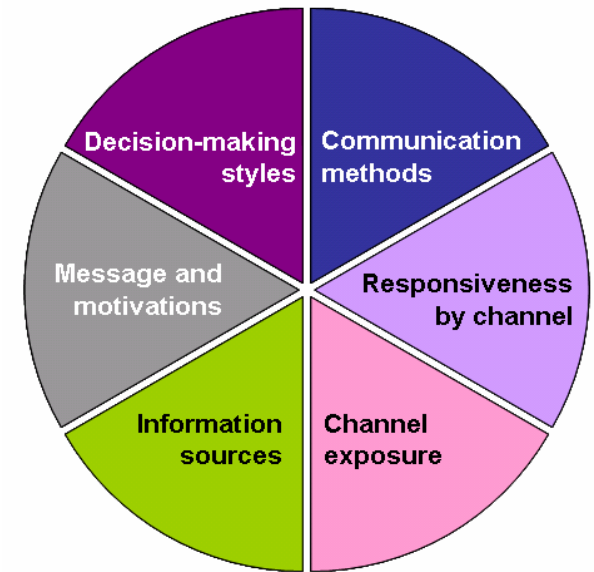 Decision-making
styles
Communication
methods
Message and
motivations
Responsiveness
by channel
Information
sources
Channel
exposure